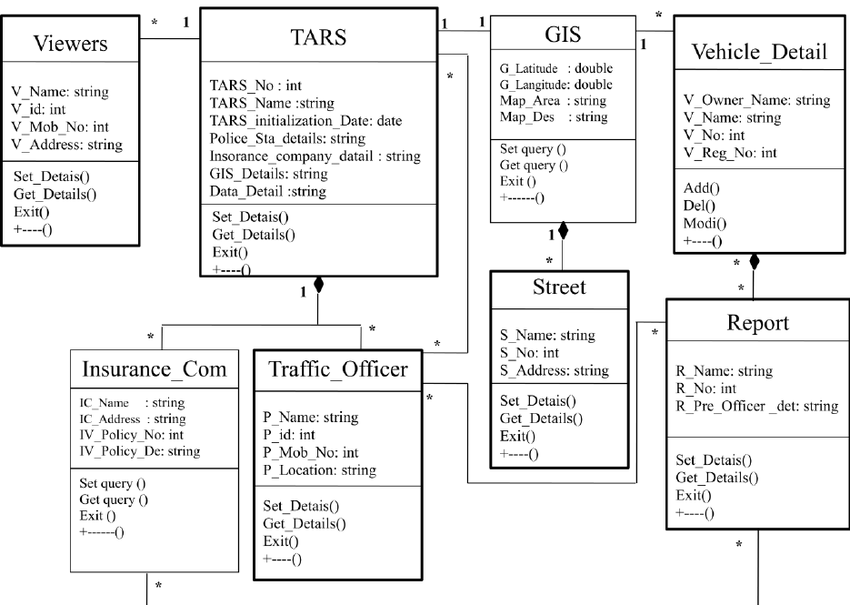 Viewers
V_Name: string
V_id: int
V_Mob_No: int
V_Address: string
Set_Detais()
Get_Details()
Exit()
+----()
*
1
TARS
TARS_No : int
TARS_Name :string
TARS_initialization_Date: date
Police_Sta_details: string
Insorance_company_datail : string
GIS_Details: string
Data_Detail :string
Set_Detais()
Get_Details()
Exit()
+----()
1
1
*
GIS
G_Latitude : double
G_Langitude: double
Map_Area : string
Map_Des : string
Set query ()
Get query ()
Exit ()
+------()
1
*
Vehicle_Detail
V_Owner_Name: string
V_Name: string
V_No: int
V_Reg_No: int
Add()
Del()
Modi()
+----()
1
*
Street
S_Name: string
S_No: int
S_Address: string
Set_Detais()
Get_Details()
Exit()
+----()
*
*
Report
R_Name: string
R_No: int
R_Pre_Officer _det: string
Set_Detais()
Get_Details()
Exit()
+----()
*
*
1
*
*
Insurance_Com
IC_Name : string
IC_Address : string
IV_Policy_No: int
IV_Policy_De: string
Set query ()
Get query ()
Exit ()
+------()
*
Traffic_Officer
P_Name: string
P_id: int
P_Mob_No: int
P_Location: string
Set_Detais()
Get_Details()
Exit()
+----()
*
*